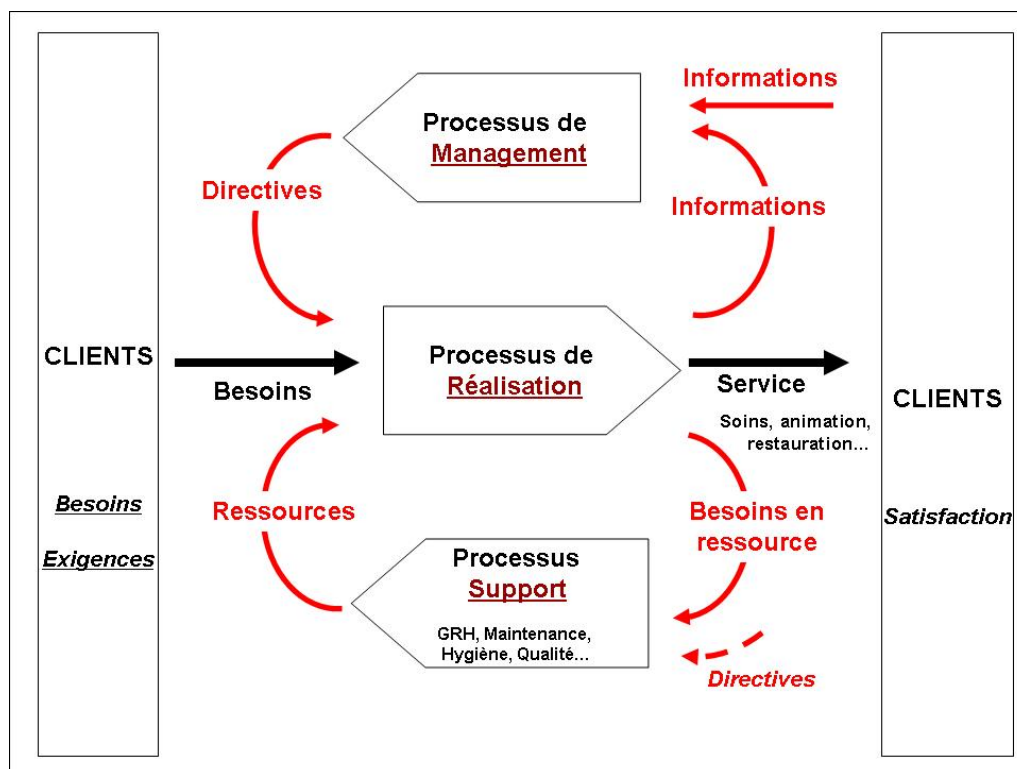 Informations
Processus de
Management
Directives
Informations
CLIENTS
Besoins
Processus de
Réalisation
Service
Soins, animation,
restauration...
CLIENTS
Besoins
Exigences
Ressources
Besoins en
ressource
Satisfaction
Processus
Support
GRH, Maintenance,
Hygiène, Qualité...
Directives